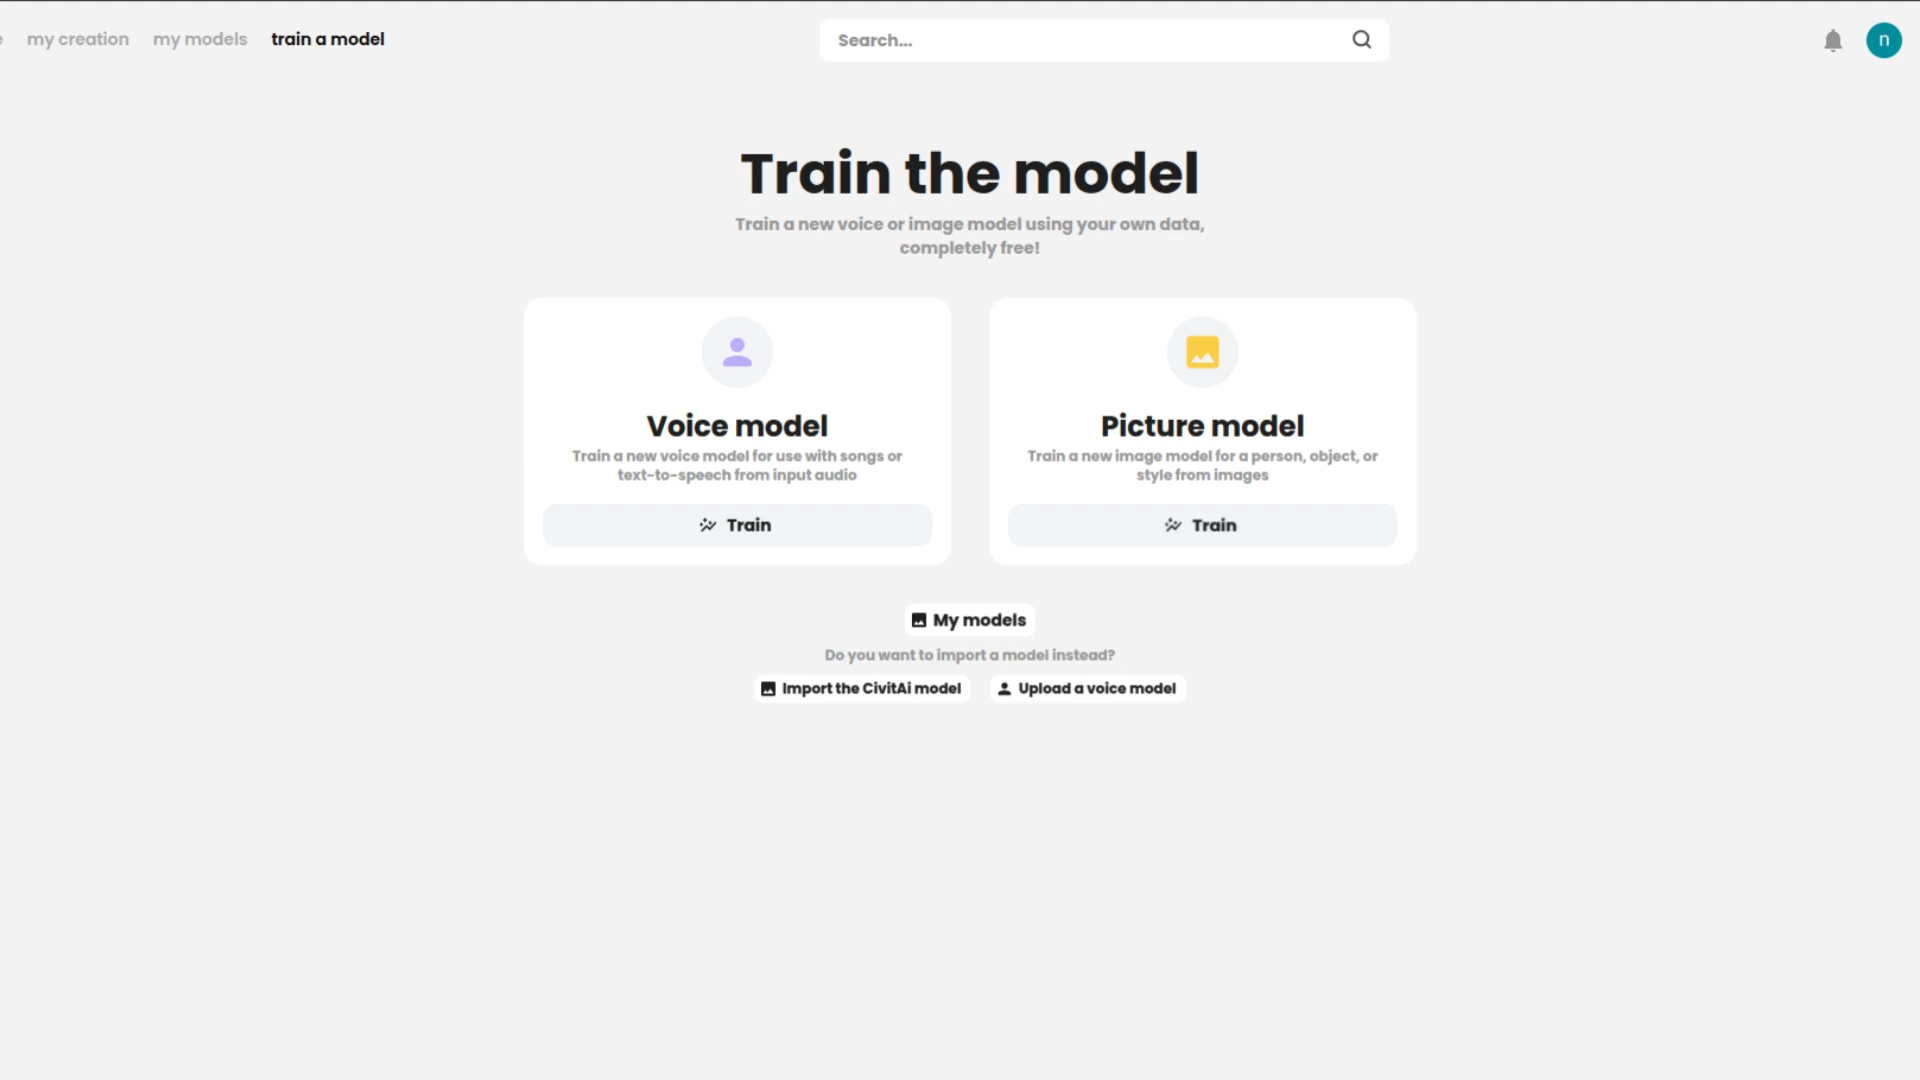 my creation my models train a model
Search...
n
Train the model
Train a new voice or image model using your own data,
completely free!
Voice model
Train a new voice model for use with songs or
text-to-speech from input audio
Train
Picture model
Train a new image model for a person, object, or
style from images
Train
My models
Do you want to import a model instead?
Import the CivitAi model
Upload a voice model